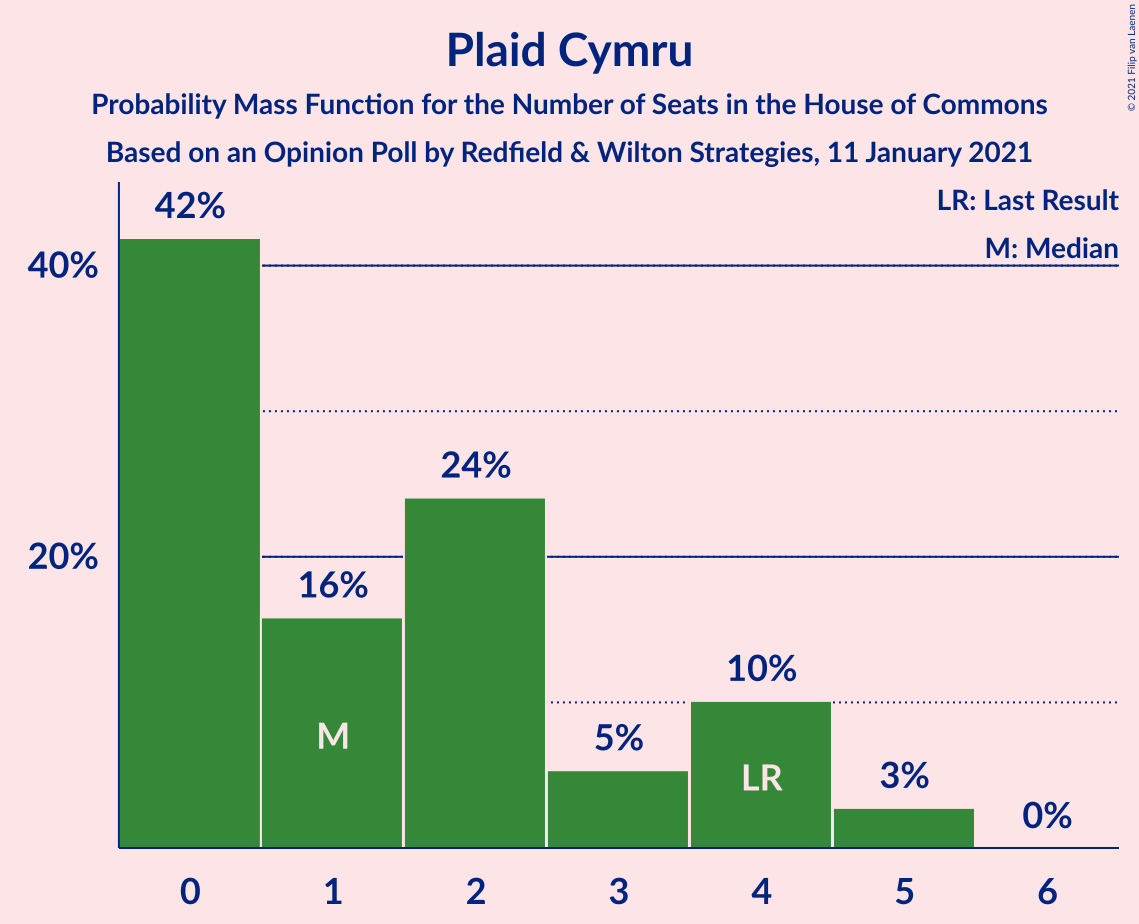 Plaid Cymru
Probability Mass Function for the Number of Seats in the House of Commons
Based on an Opinion Poll by Redfield & Wilton Strategies, 11 January 2021
© 2021 Filip van Laenen
LR: Last Result
M: Median
42%
40%
24%
20%
16%
10%
5%
3%
0%
M
LR
0 1 2 3 4 5 6